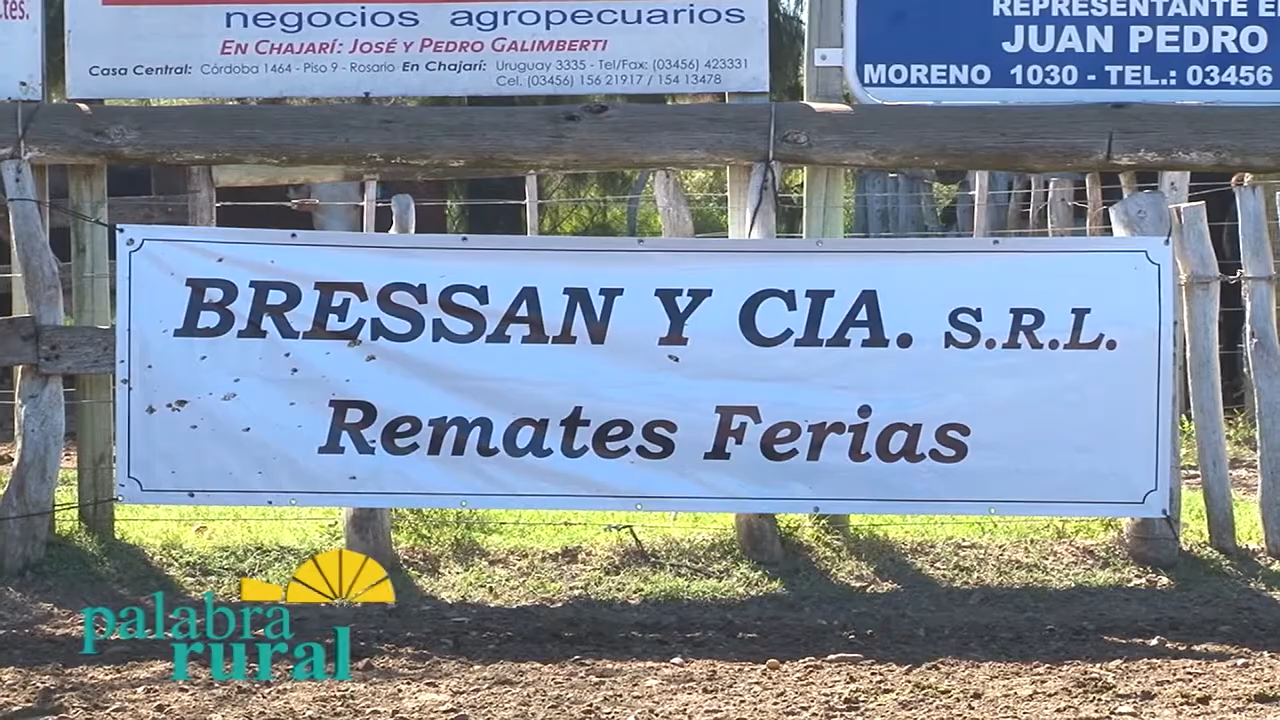 ctes.
negocios agropecuarios
EN CHAJARÍ: JOSÉ Y PEDRO GALIMBERTI
Casa Central: Córdoba 1464 - Piso 9 - Rosario En Chajarí: Uruguay 3335 - Tel/Fax: (03456) 423331
Cel. (03456) 156 21917 / 154 13478
REPRESENTANTE E
JUAN PEDRO
MORENO 1030 - TEL.: 03456
BRESSAN Y CIA. S.R.L.
Remates Ferias
palabra
rural